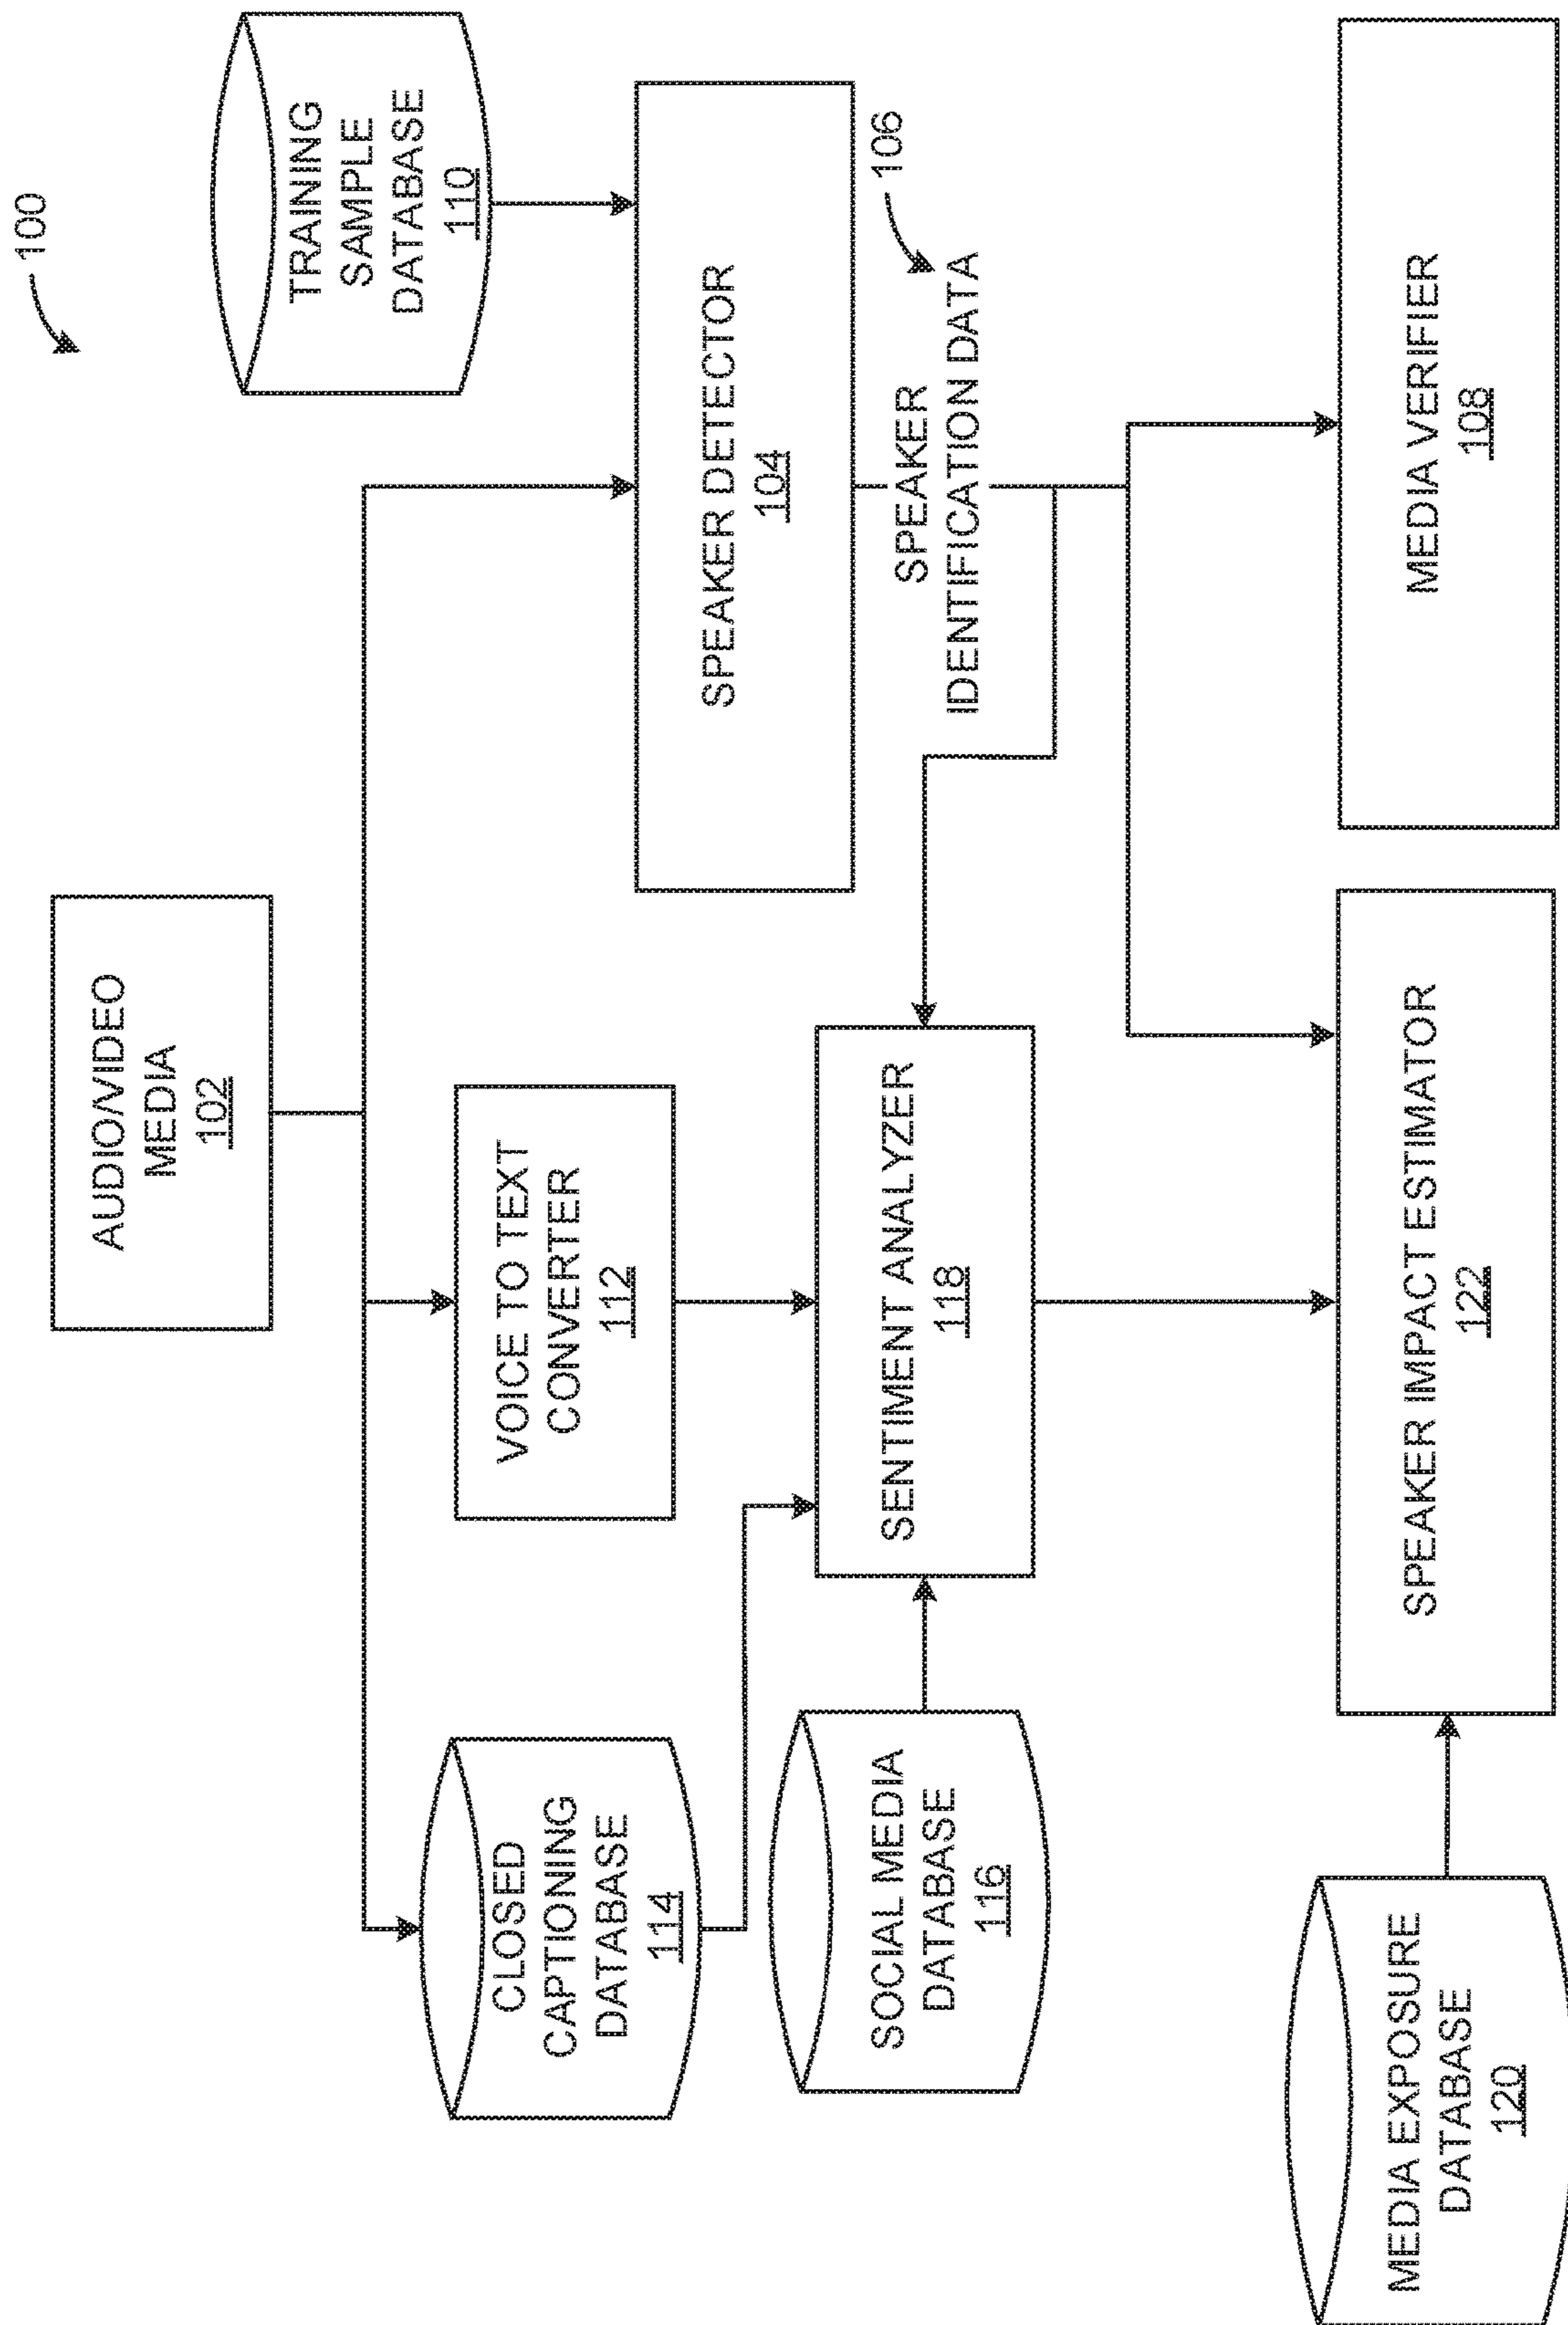 100
AUDIO/VIDEO
MEDIA
102
TRAINING
SAMPLE
DATABASE
110
CLOSED
CAPTIONING
DATABASE
114
VOICE TO TEXT
CONVERTER
112
SPEAKER DETECTOR
104
SOCIAL MEDIA
DATABASE
116
SENTIMENT ANALYZER
118
SPEAKER
IDENTIFICATION DATA
106
MEDIA EXPOSURE
DATABASE
120
SPEAKER IMPACT ESTIMATOR
122
MEDIA VERIFIER
108